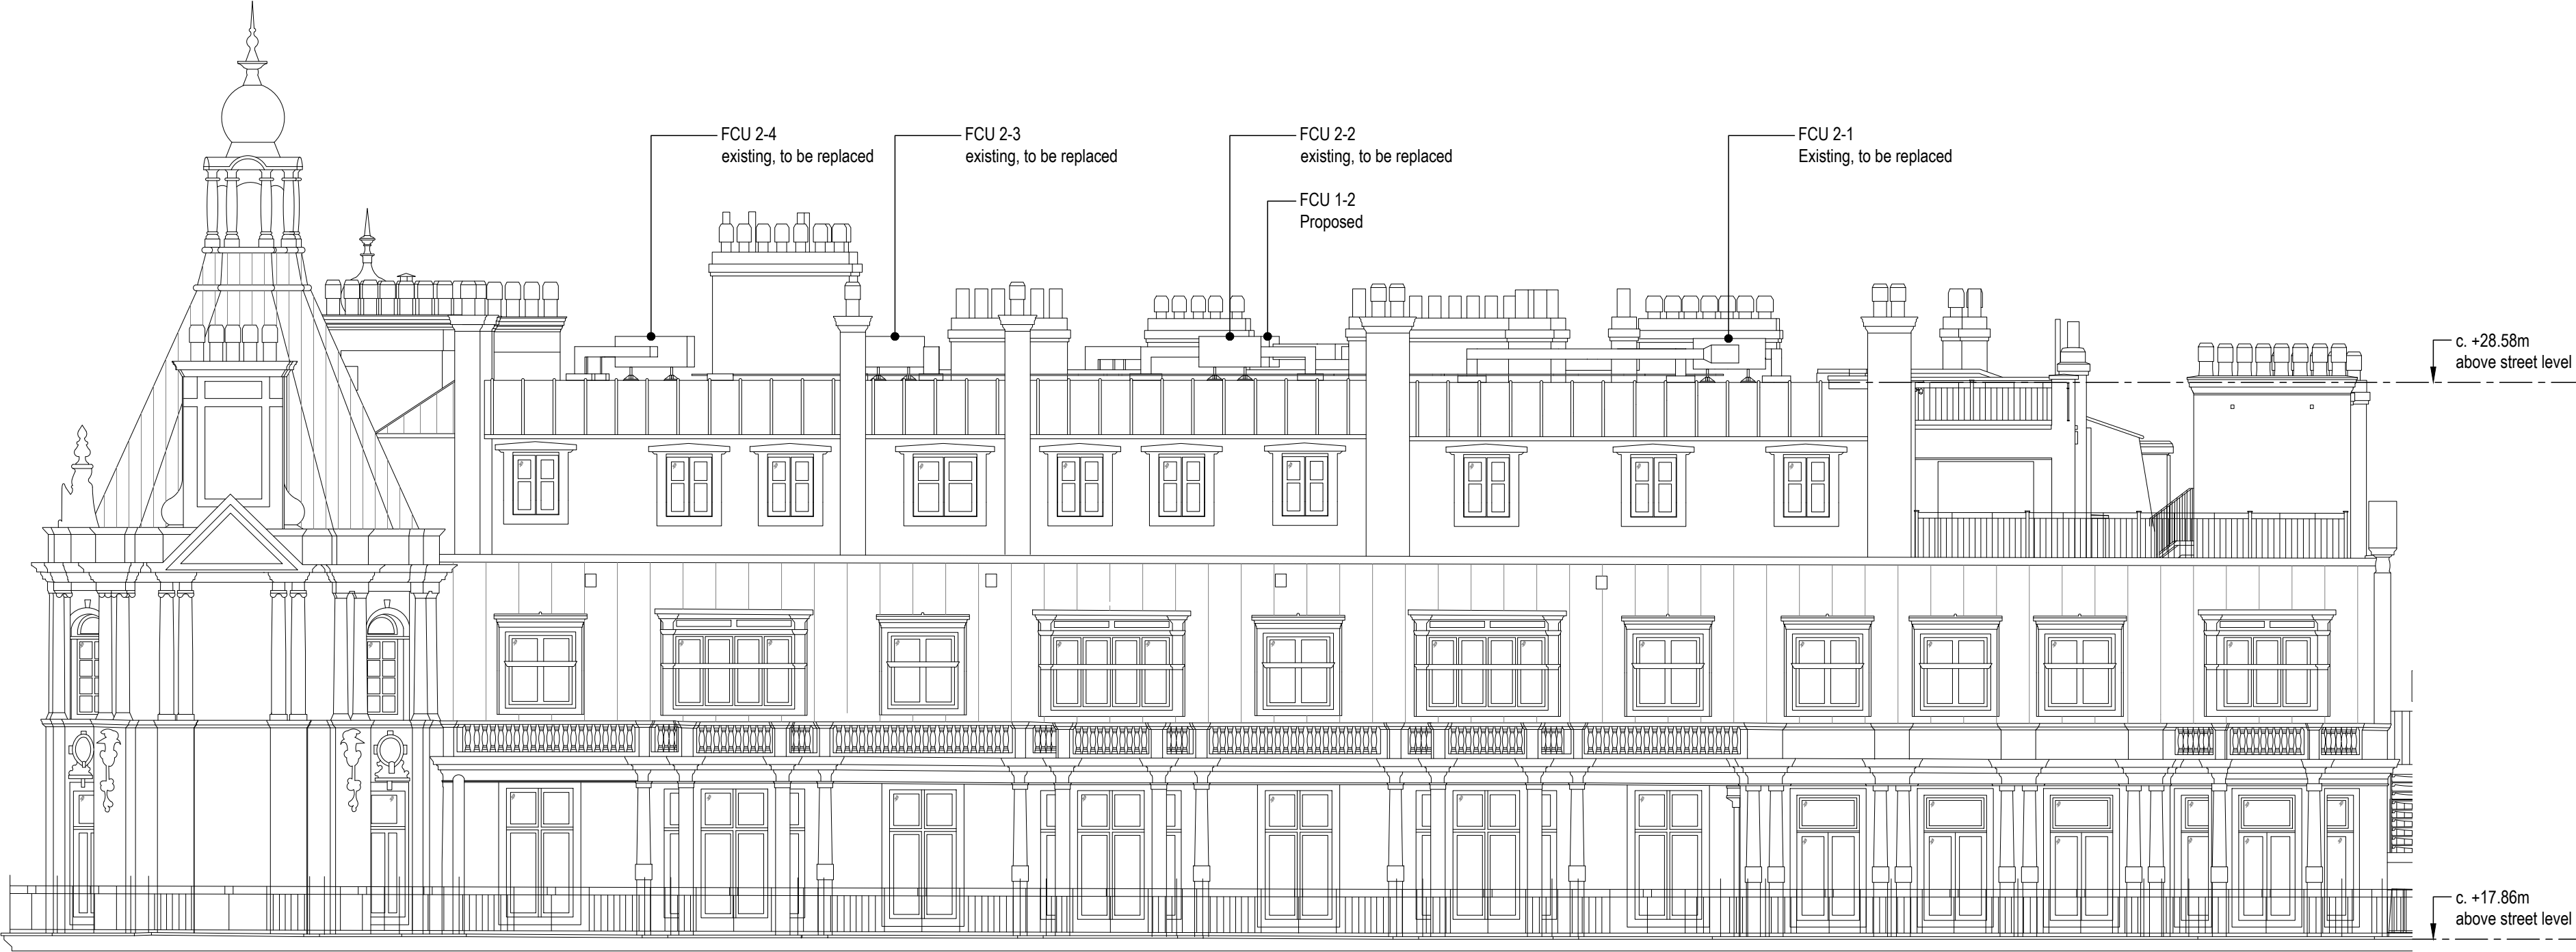 FCU 2-4
existing, to be replaced
FCU 2-3
existing, to be replaced
FCU 2-2
existing, to be replaced
FCU 1-2
Proposed
FCU 2-1
Existing, to be replaced
c. +28.58m
above street level
c. +17.86m
above street level